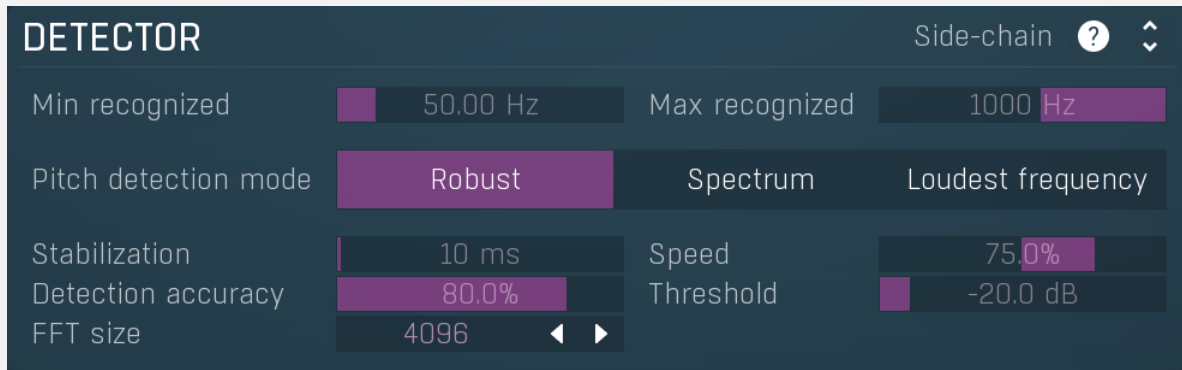 DETECTOR Side-chain ?
Min recognized 50.00 Hz Max recognized 1000 Hz
Pitch detection mode Robust Spectrum Loudest frequency
Stabilization 10 ms Speed 75.0%
Detection accuracy 80.0% Threshold -20.0 dB
FFT size 4096